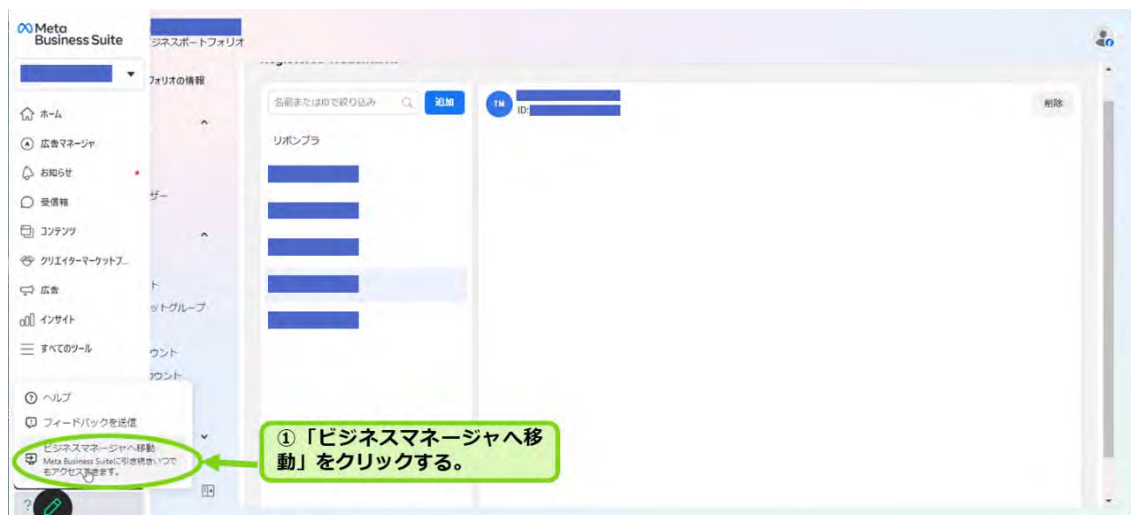 Meta
Business Suite
ジネスポートフォリオ
フォリオの情報
名前またはIDで絞り込み
追加
TM
ID:
削除
ホーム
広告マネージャ
お知らせ
受信箱
コンテンツ
クリエイターマーケットプ...
広告
インサイト
すべてのツール
リボンブラ
ザー
ト
ットグループ
ウント
カウント
ヘルプ
フィードバックを送信
ビジネスマネージャへ移動
Meta Business Suiteに引き続きいつで
もアクセスできます。
①「ビジネスマネージャへ移
動」をクリックする。
?